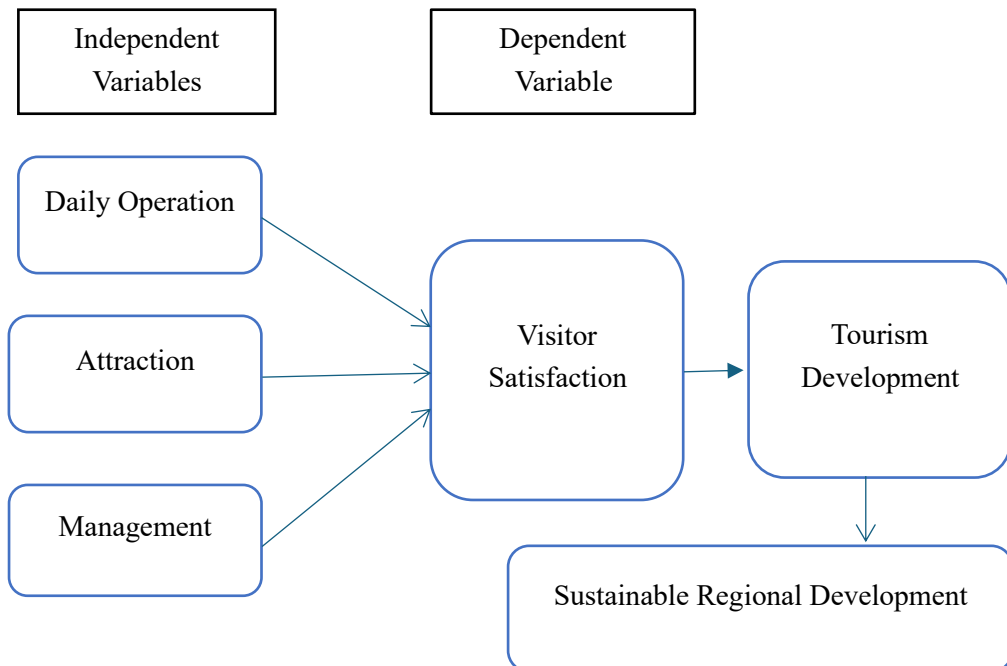 Independent
Variables
Dependent
Variable
Daily Operation
Attraction
Management
Visitor
Satisfaction
Tourism
Development
Sustainable Regional Development